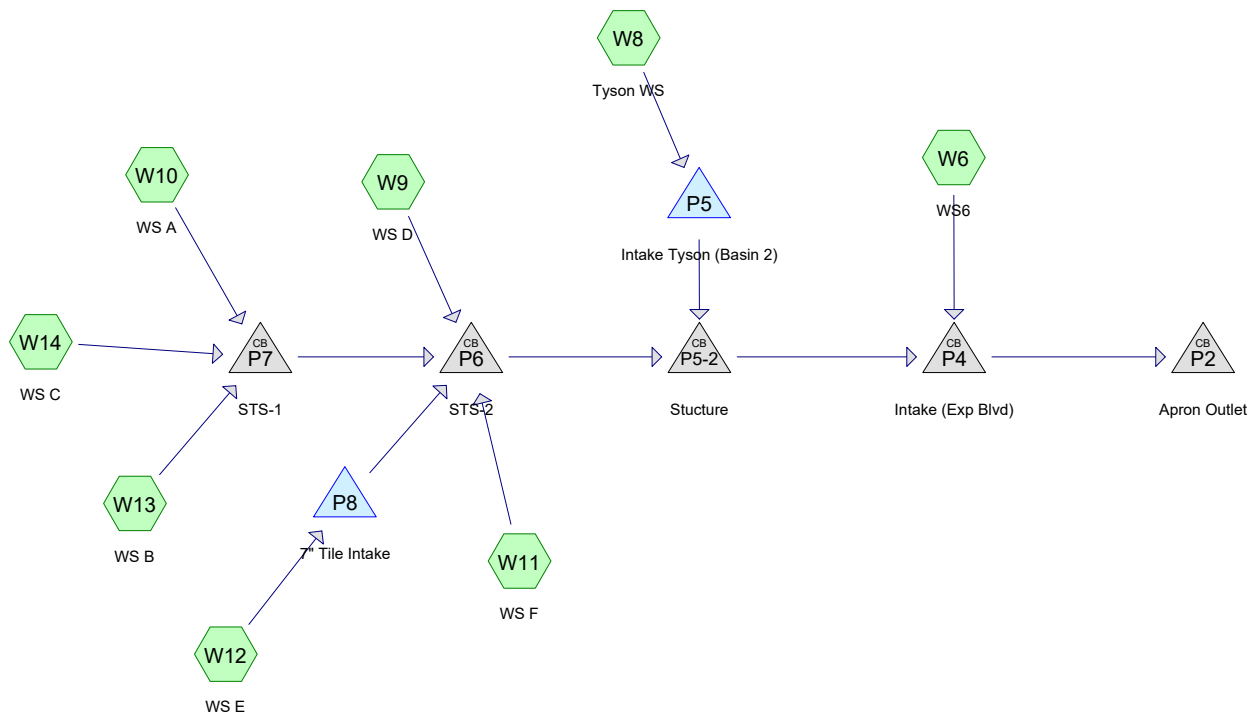 W8
Tyson WS
W10
WS A
W9
WS D
W6
WS6
P5
Intake Tyson (Basin 2)
W14
WS C
CB
P7
STS-1
CB
P6
STS-2
CB
P5-2
Stucture
CB
P4
Intake (Exp Blvd)
CB
P2
Apron Outlet
W13
WS B
P8
7" Tile Intake
W11
WS F
W12
WS E